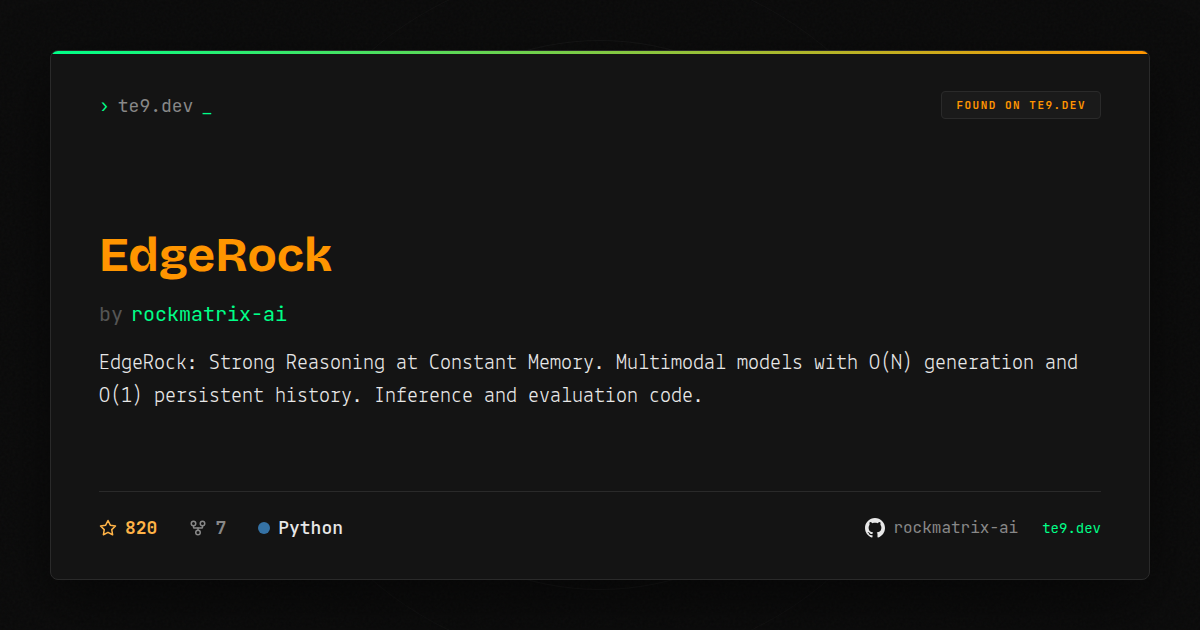 › te9.dev _
FOUND ON TE9.DEV
EdgeRock
by rockmatrix-ai
EdgeRock: Strong Reasoning at Constant Memory. Multimodal models with O(N) generation and
O(1) persistent history. Inference and evaluation code.
820 7 Python
rockmatrix-ai te9.dev